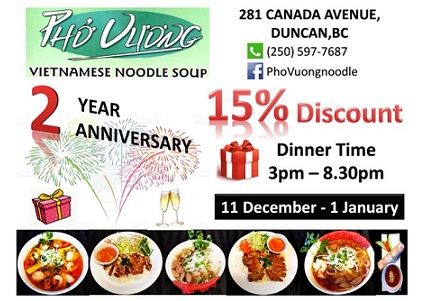 PHỞ VƯƠNG
VIETNAMESE NOODLE SOUP
281 CANADA AVENUE,
DUNCAN,BC
(250) 597-7687
PhoVuongnoodle
2 YEAR
ANNIVERSARY
15% Discount
Dinner Time
3pm – 8.30pm
11 December - 1 January